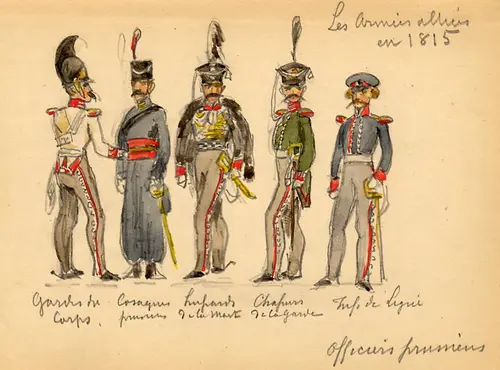 Les Armées alliées
en 1815
Gardes du
Corps.
Cosaques
prussiens
Hussards
de la Mort
Chasseurs
de la Garde
Infie de Ligne
Officiers prussiens